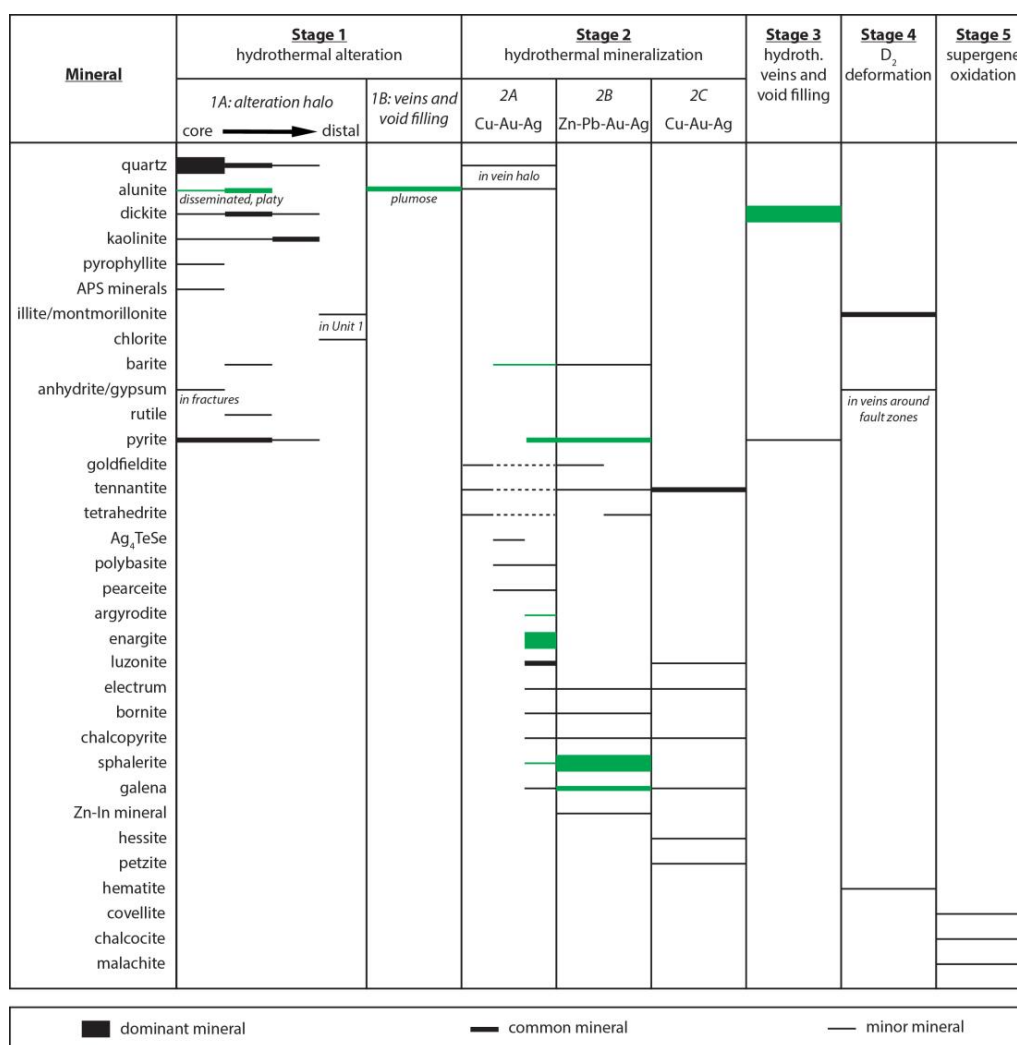 Mineral
Stage 1
hydrothermal alteration
1A: alteration halo
core distal
1B: veins and
void filling
Stage 2
hydrothermal mineralization
2A
Cu-Au-Ag
2B
Zn-Pb-Au-Ag
2C
Cu-Au-Ag
Stage 3
hydroth.
veins and
void filling
Stage 4
D2
deformation
Stage 5
supergene
oxidation
quartz
in vein halo
alunite
disseminated, platy
plumose
dickite
kaolinite
pyrophyllite
APS minerals
illite/montmorillonite
in Unit 1
chlorite
barite
anhydrite/gypsum
in fractures
in veins around
fault zones
rutile
pyrite
goldfieldite
tennantite
tetrahedrite
Ag4TeSe
polybasite
pearceite
argyrodite
enargite
luzonite
electrum
bornite
chalcopyrite
sphalerite
galena
Zn-In mineral
hessite
petzite
hematite
covellite
chalcocite
malachite
dominant mineral
common mineral
minor mineral